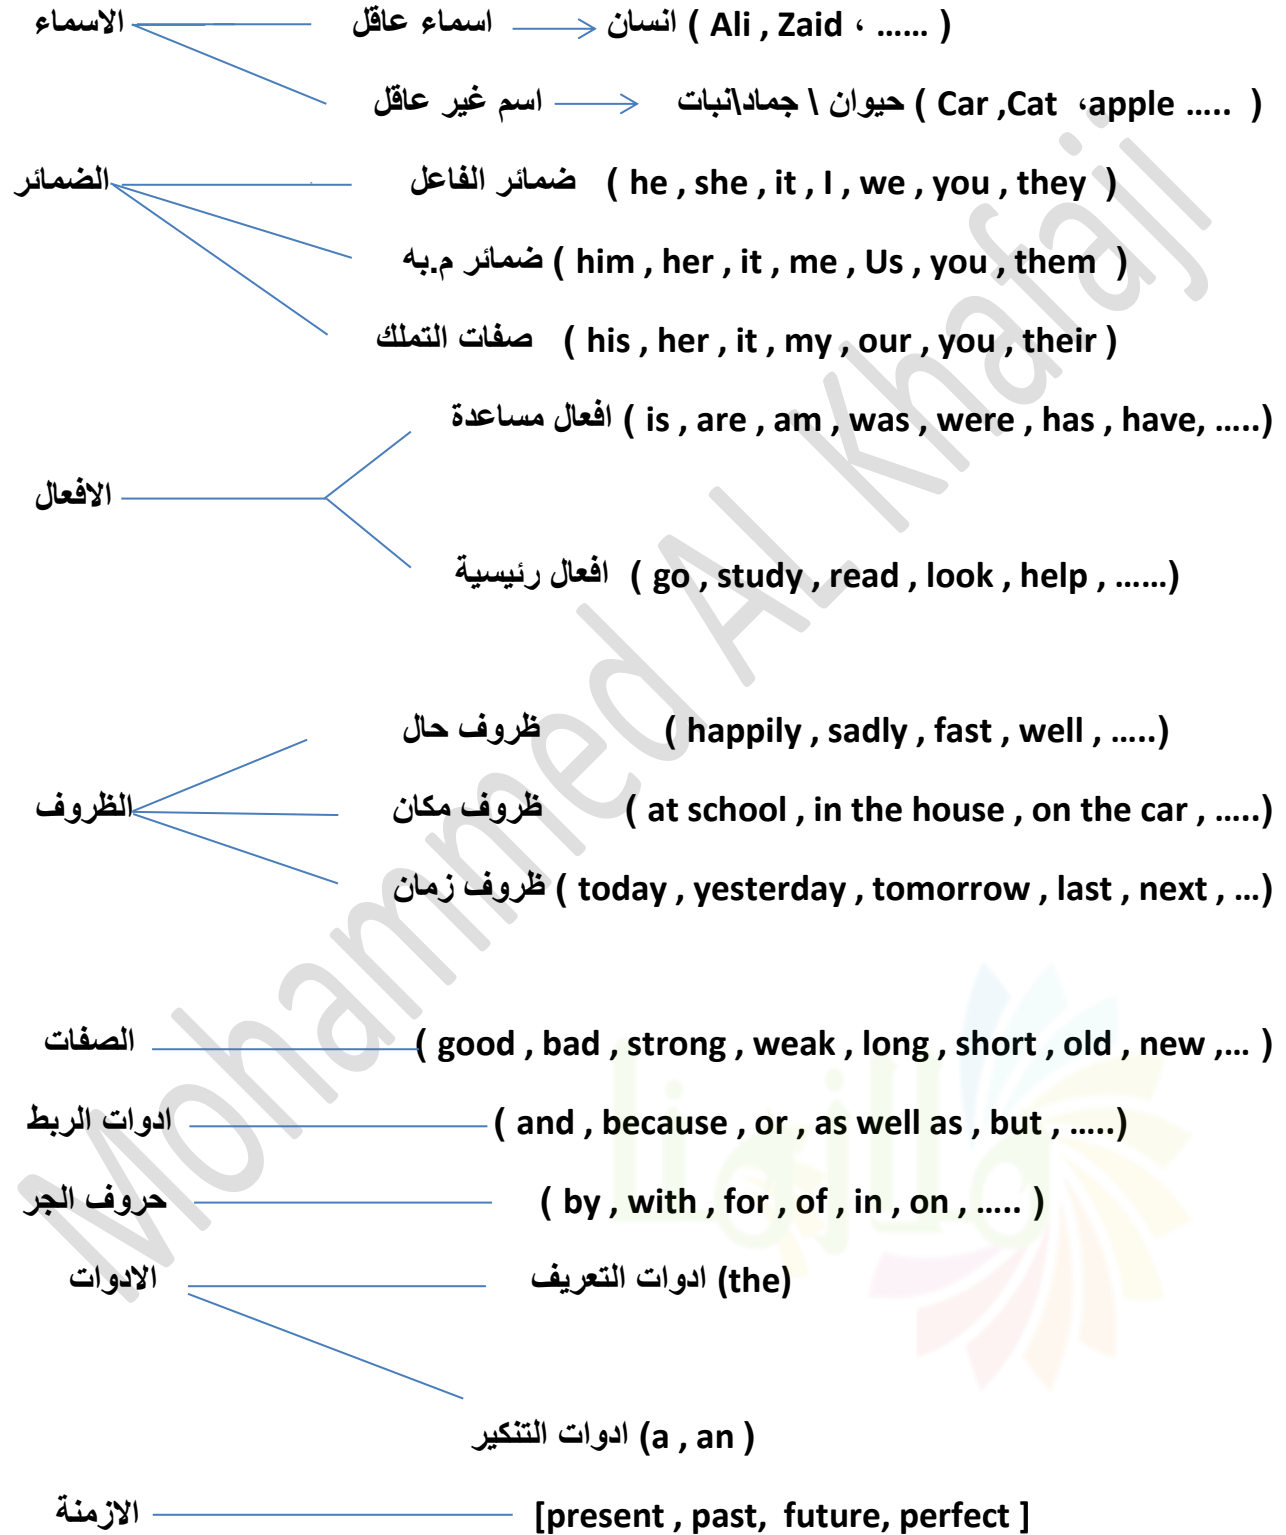 الاسماء اسماء عاقل انسان ( Ali , Zaid ، …… )
اسم غير عاقل حيوان \ جماد\نبات ( Car ,Cat ،apple ….. )
الضمائر ضمائر الفاعل ( he , she , it , I , we , you , they )
ضمائر م.به ( him , her , it , me , Us , you , them )
صفات التملك ( his , her , it , my , our , you , their )
افعال مساعدة ( is , are , am , was , were , has , have, …..)
الافعال
افعال رئيسية ( go , study , read , look , help , ……)
ظروف حال ( happily , sadly , fast , well , …..)
الظروف ظروف مكان ( at school , in the house , on the car , …..)
ظروف زمان ( today , yesterday , tomorrow , last , next , …)
الصفات ( good , bad , strong , weak , long , short , old , new ,… )
ادوات الربط ( and , because , or , as well as , but , …..)
حروف الجر ( by , with , for , of , in , on , ….. )
الادوات ادوات التعريف (the)
ادوات التنكير (a , an )
الازمنة [present , past, future, perfect ]
Mohammed AL Khafaji
ملازمنا